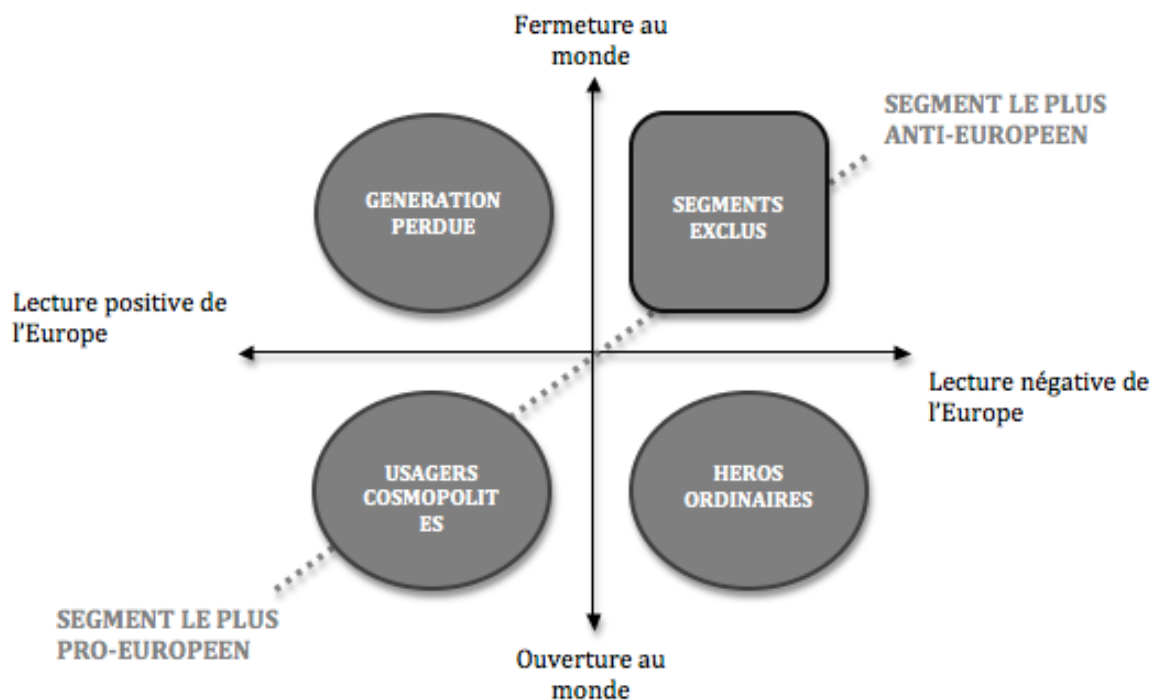 Fermeture au
monde
SEGMENT LE PLUS
ANTI-EUROPEEN
GENERATION
PERDUE
SEGMENTS
EXCLUS
Lecture positive de
l'Europe
Lecture négative de
l'Europe
USAGERS
COSMOPOLIT
ES
HEROS
ORDINAIRES
SEGMENT LE PLUS
PRO-EUROPEEN
Ouverture au
monde